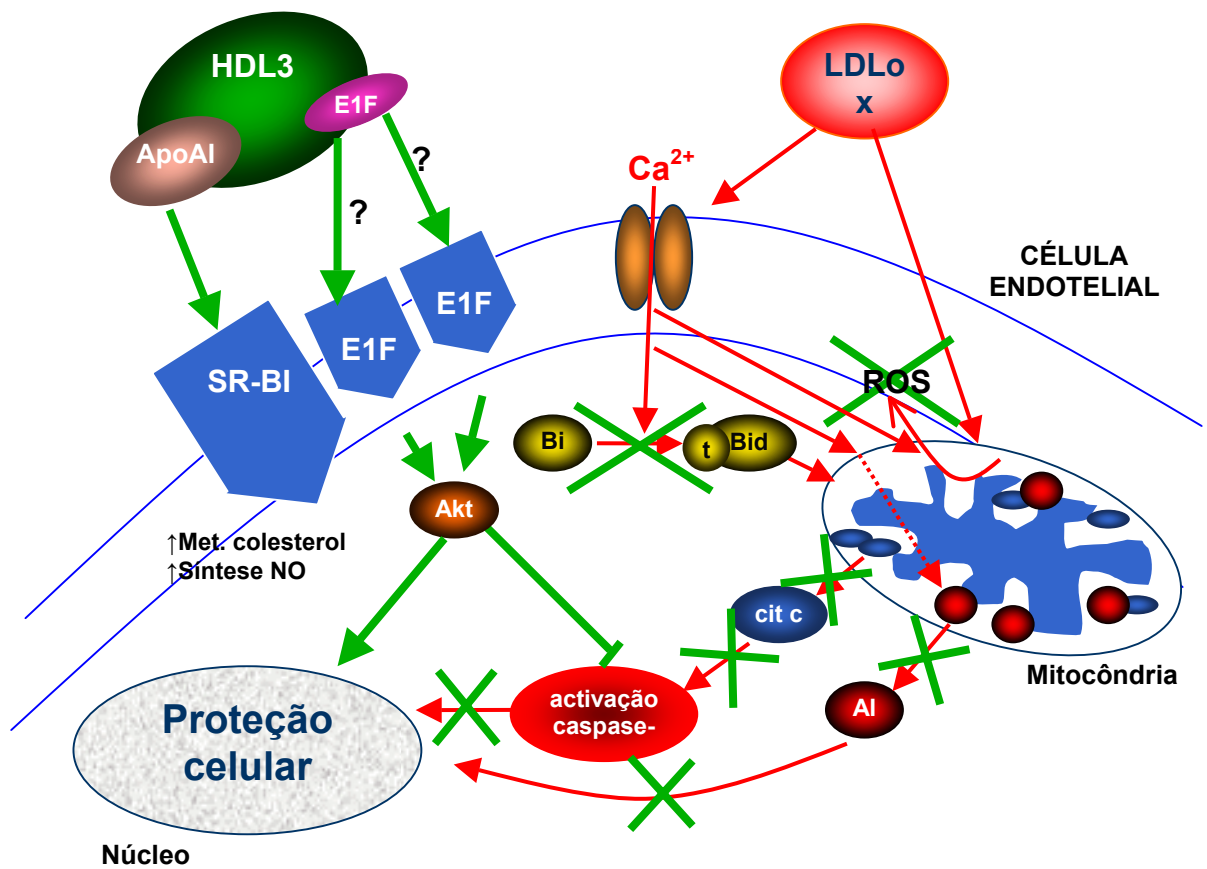 HDL3
E1F
ApoAI
?
?
LDLo
x
Ca²⁺
CÉLULA
ENDOTELIAL
E1F
E1F
SR-BI
ROS
Bi
t
Bid
Akt
↑Met. colesterol
↑Síntese NO
cit c
Mitocôndria
activação
caspase-
AI
Proteção
celular
Núcleo